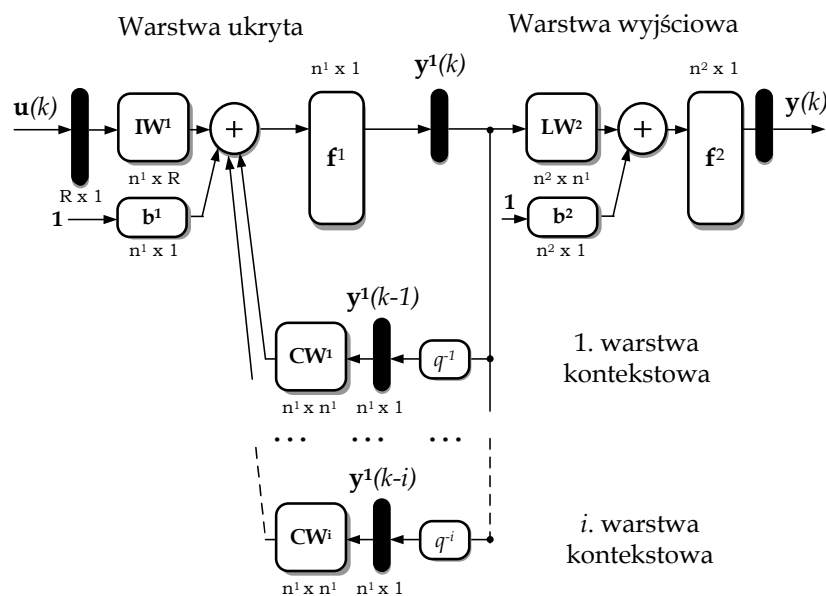 Warstwa ukryta
Warstwa wyjściowa
n¹ x 1
y¹(k)
n² x 1
u(k)
y(k)
IW¹
+
f¹
LW²
+
f²
n¹ x R
n² x n¹
R x 1
1
b¹
1
b²
n¹ x 1
n² x 1
y¹(k-1)
1. warstwa
kontekstowa
CW¹
q⁻¹
n¹ x n¹
n¹ x 1
... ... ...
y¹(k-i)
i. warstwa
kontekstowa
CWⁱ
q⁻ⁱ
n¹ x n¹
n¹ x 1